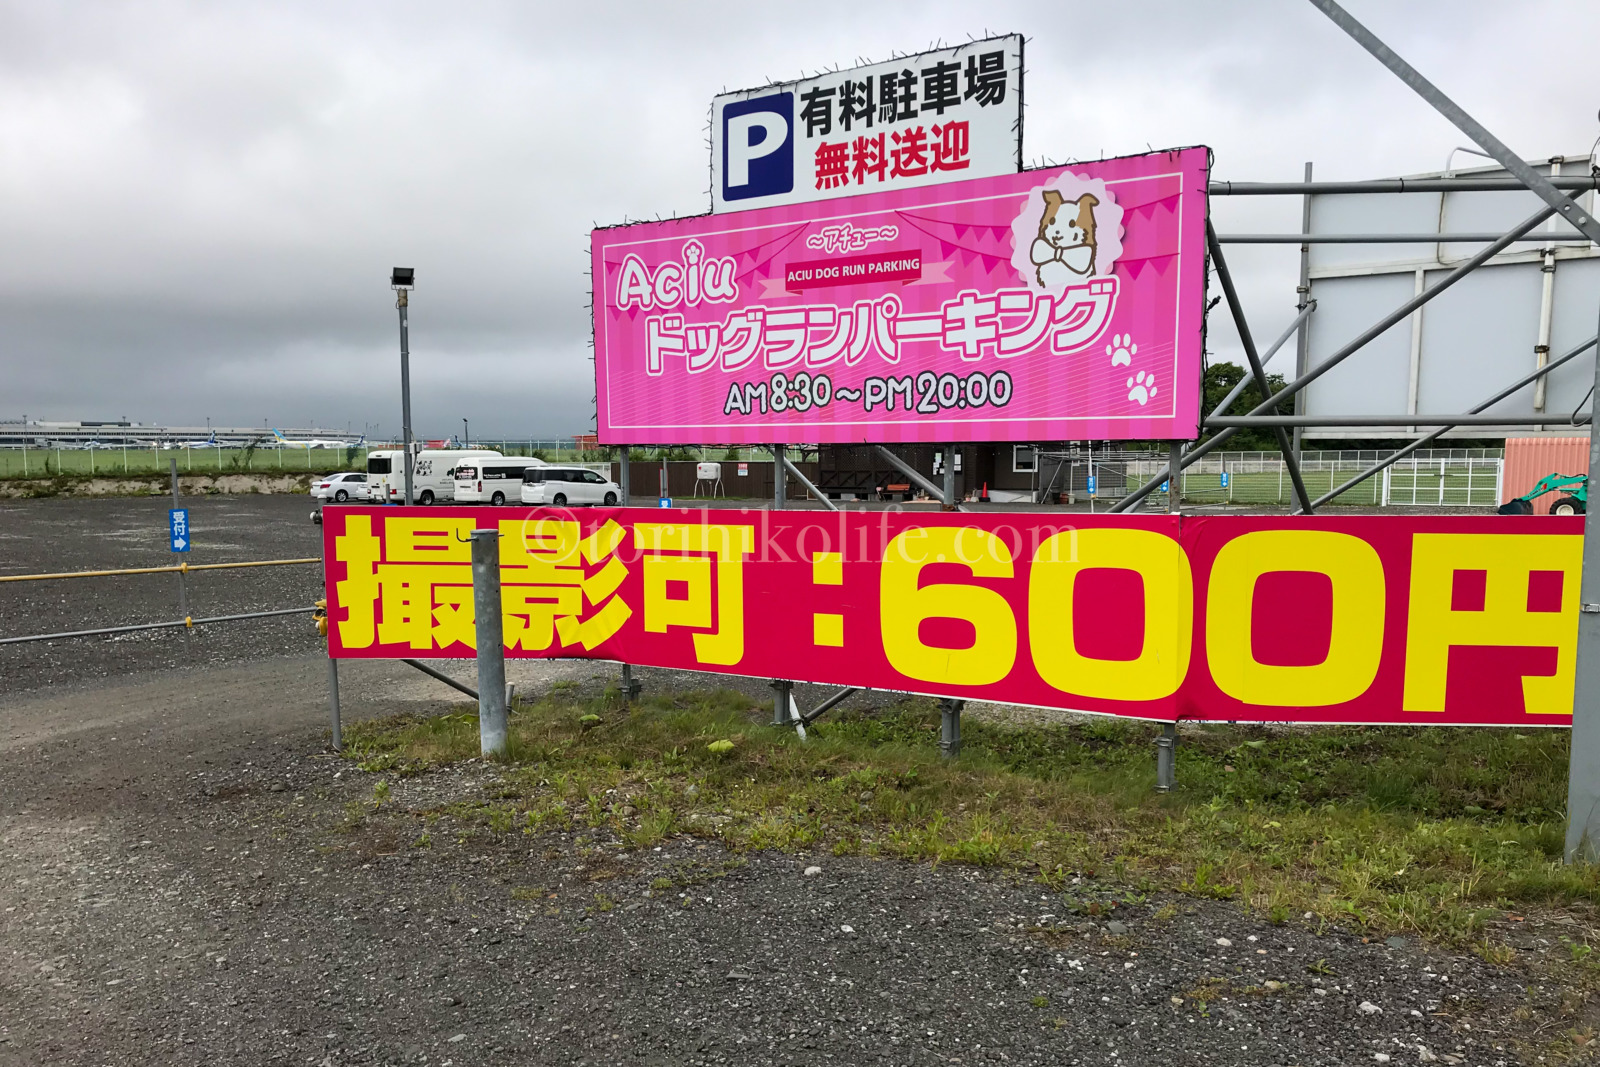 P 有料駐車場
無料送迎
〜アチュー〜
ACIU DOG RUN PARKING
Aciu
ドッグランパーキング
AM8:30〜PM20:00
受付
撮影可:600円
©torihikolife.com